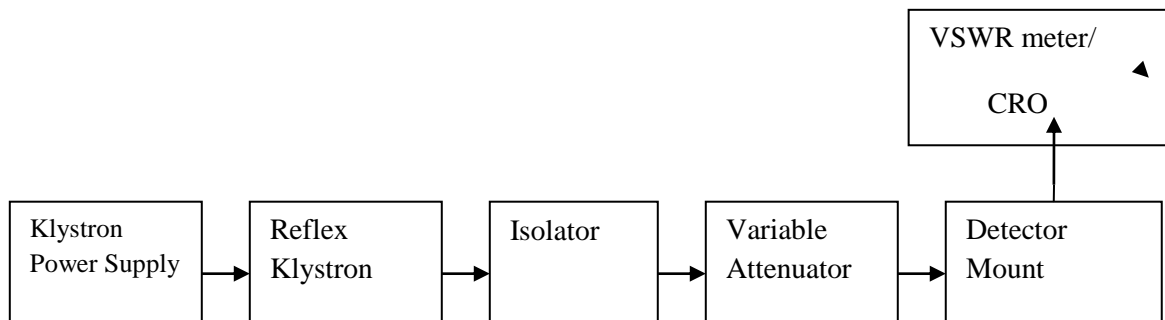 VSWR meter/
CRO
Klystron
Power Supply
Reflex
Klystron
Isolator
Variable
Attenuator
Detector
Mount